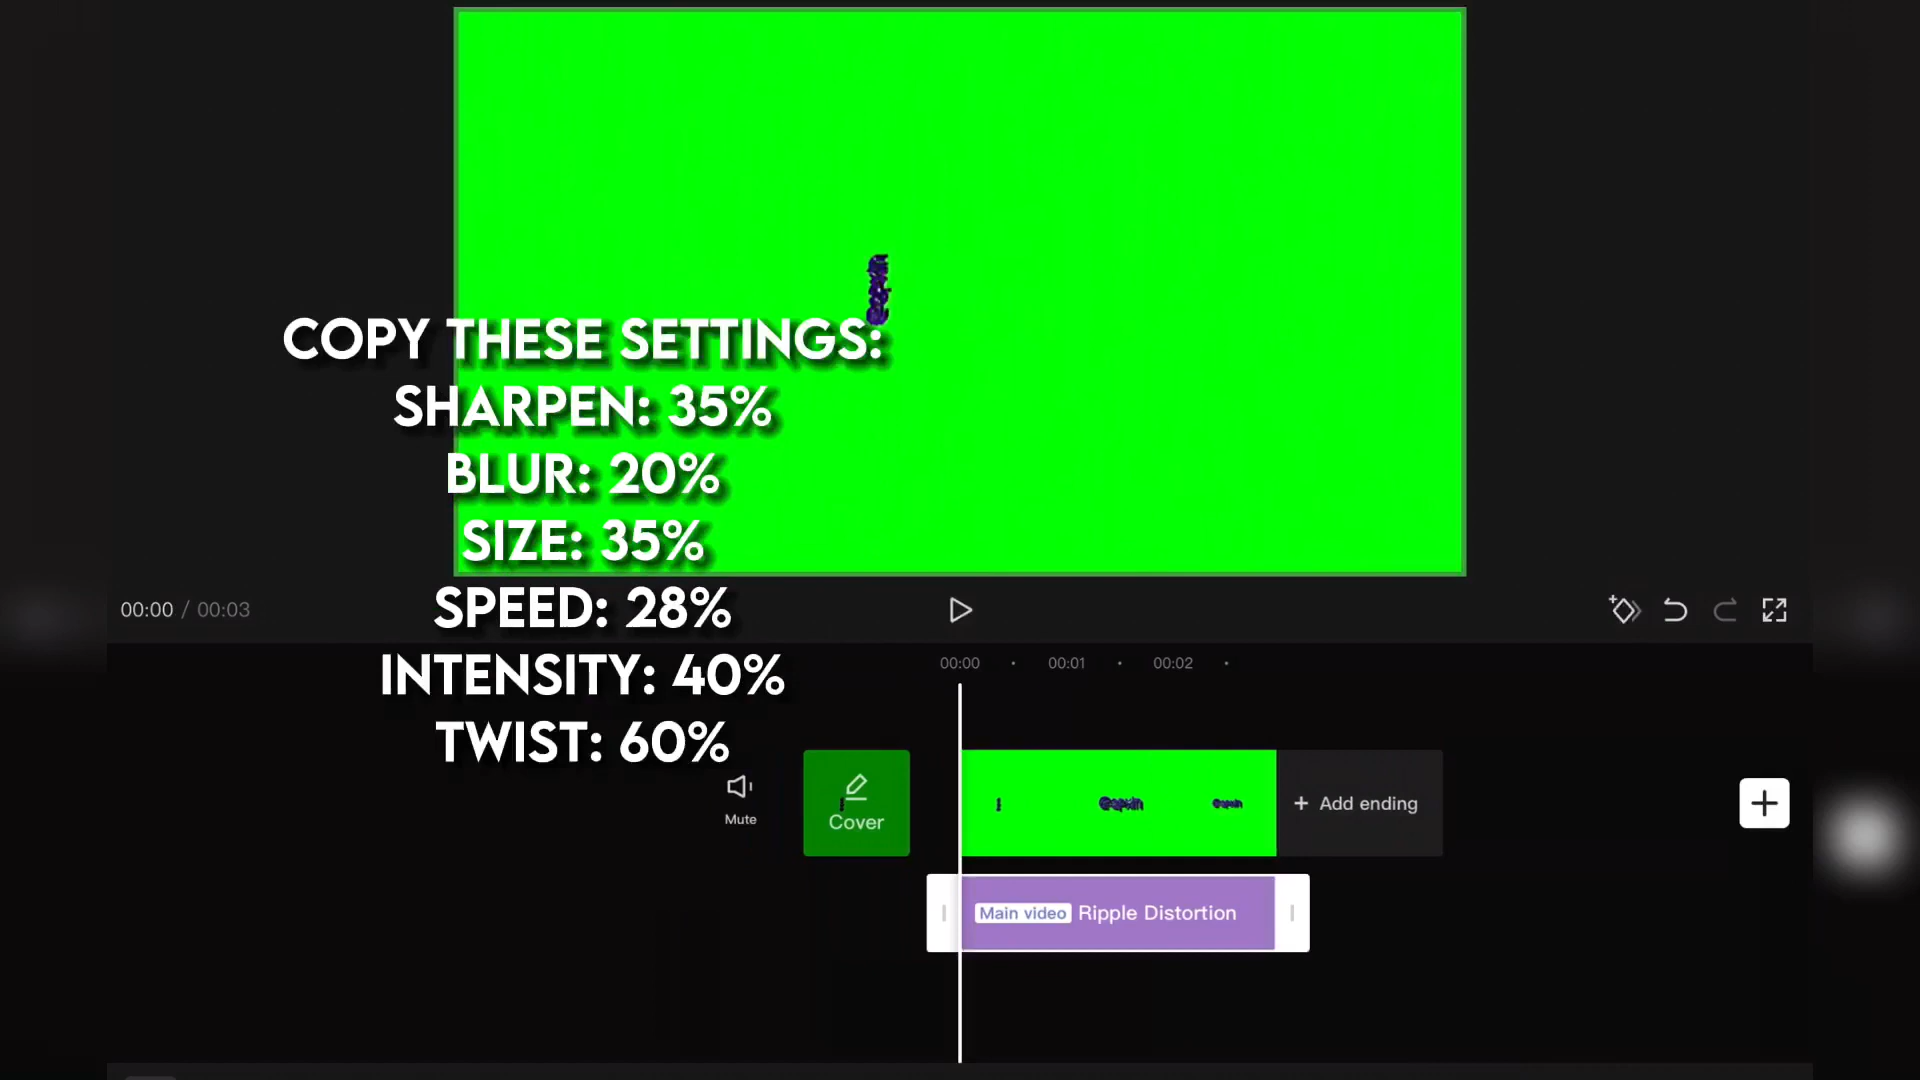 COPY THESE SETTINGS:
SHARPEN: 35%
BLUR: 20%
SIZE: 35%
SPEED: 28%
INTENSITY: 40%
TWIST: 60%
00:00 / 00:03
00:00 00:01 00:02
Mute
Cover
+ Add ending
Main video Ripple Distortion